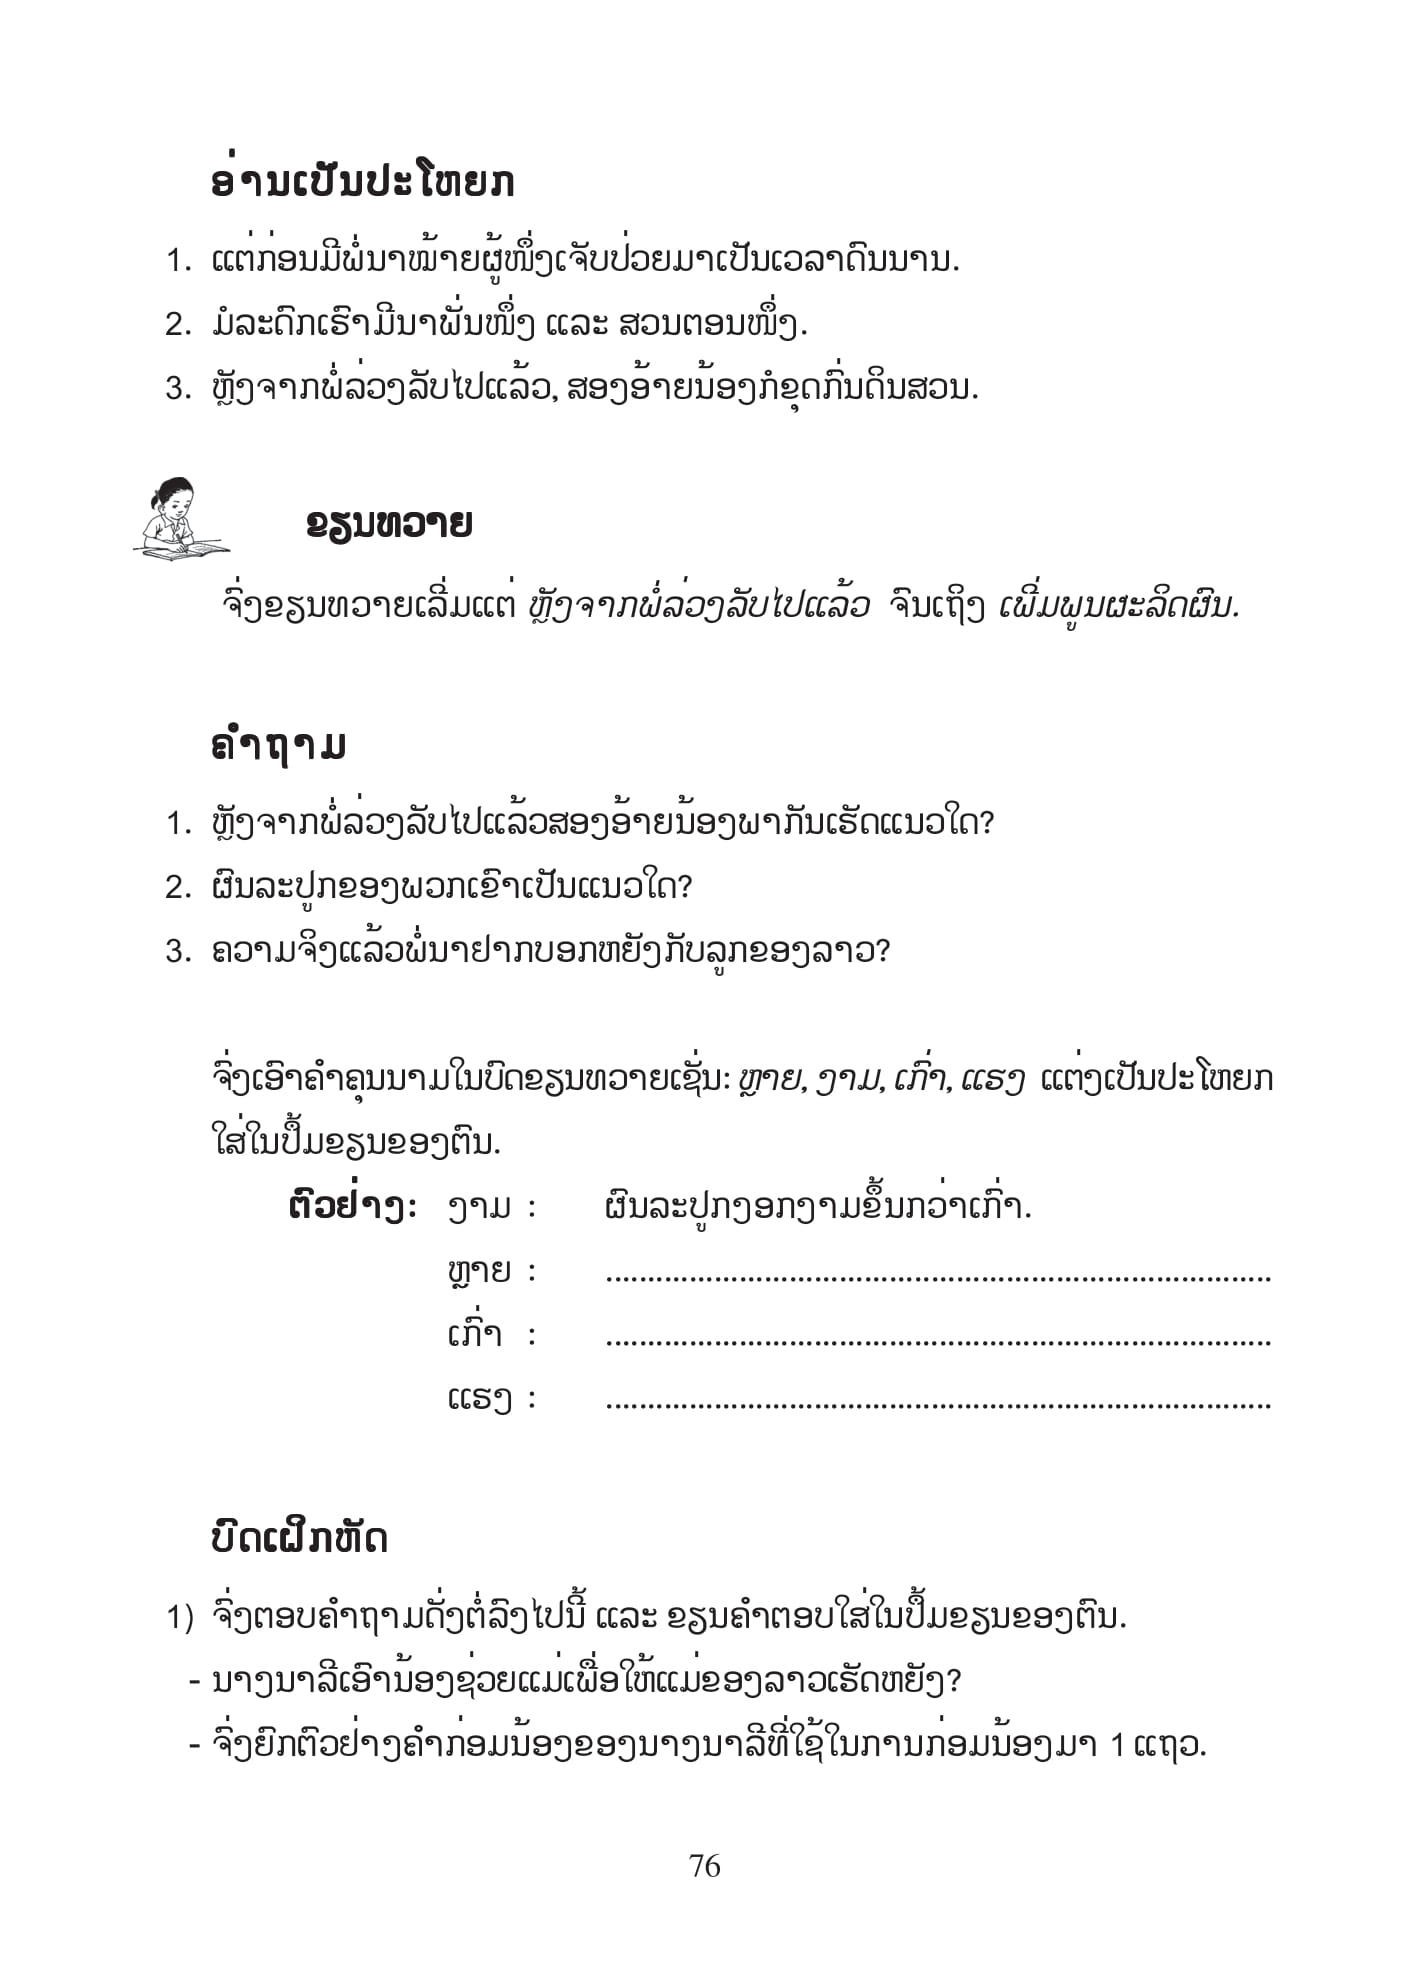 ອ່ານເປັນປະໂຫຍກ
1. ແຕ່ກ່ອນມີພໍ່ນາໝ້າຍຜູ້ໜຶ່ງເຈັບປ່ວຍມາເປັນເວລາດົນນານ.
2. ມໍລະດົກເຮົາມີນາພັ່ນໜຶ່ງ ແລະ ສວນຕອນໜຶ່ງ.
3. ຫຼັງຈາກພໍ່ລ່ວງລັບໄປແລ້ວ, ສອງອ້າຍນ້ອງກໍຂຸດກົ່ນດິນສວນ.
ຂຽນທວາຍ
ຈົ່ງຂຽນທວາຍເລີ່ມແຕ່ ຫຼັງຈາກພໍ່ລ່ວງລັບໄປແລ້ວ ຈົນເຖິງ ເພີ່ມພູນຜະລິດຜົນ.
ຄຳຖາມ
1. ຫຼັງຈາກພໍ່ລ່ວງລັບໄປແລ້ວສອງອ້າຍນ້ອງພາກັນເຮັດແນວໃດ?
2. ຜົນລະປູກຂອງພວກເຂົາເປັນແນວໃດ?
3. ຄວາມຈິງແລ້ວພໍ່ນາຢາກບອກຫຍັງກັບລູກຂອງລາວ?
ຈົ່ງເອົາຄຳຄຸນນາມໃນບົດຂຽນທວາຍເຊັ່ນ: ຫຼາຍ, ງາມ, ເກົ່າ, ແຮງ ແຕ່ງເປັນປະໂຫຍກ
ໃສ່ໃນປຶ້ມຂຽນຂອງຕົນ.
ຕົວຢ່າງ: ງາມ : ຜົນລະປູກງອກງາມຂຶ້ນກວ່າເກົ່າ.
ຫຼາຍ : ................................................................................
ເກົ່າ : ................................................................................
ແຮງ : ................................................................................
ບົດເຝິກຫັດ
1) ຈົ່ງຕອບຄຳຖາມດັ່ງຕໍ່ລົງໄປນີ້ ແລະ ຂຽນຄຳຕອບໃສ່ໃນປຶ້ມຂຽນຂອງຕົນ.
- ນາງນາລີເອົານ້ອງຊ່ວຍແມ່ເພື່ອໃຫ້ແມ່ຂອງລາວເຮັດຫຍັງ?
- ຈົ່ງຍົກຕົວຢ່າງຄຳກ່ອມນ້ອງຂອງນາງນາລີທີ່ໃຊ້ໃນການກ່ອມນ້ອງມາ 1 ແຖວ.
76